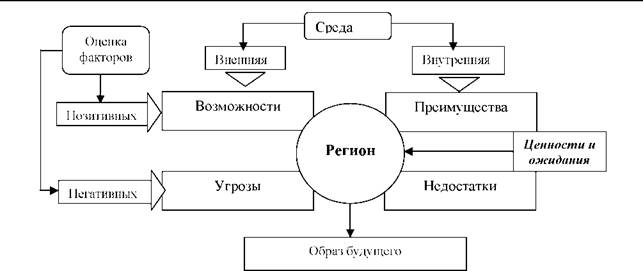 Среда
Оценка
факторов
Внешняя
Внутренняя
Позитивных
Возможности
Преимущества
Регион
Ценности и
ожидания
Негативных
Угрозы
Недостатки
Образ будущего